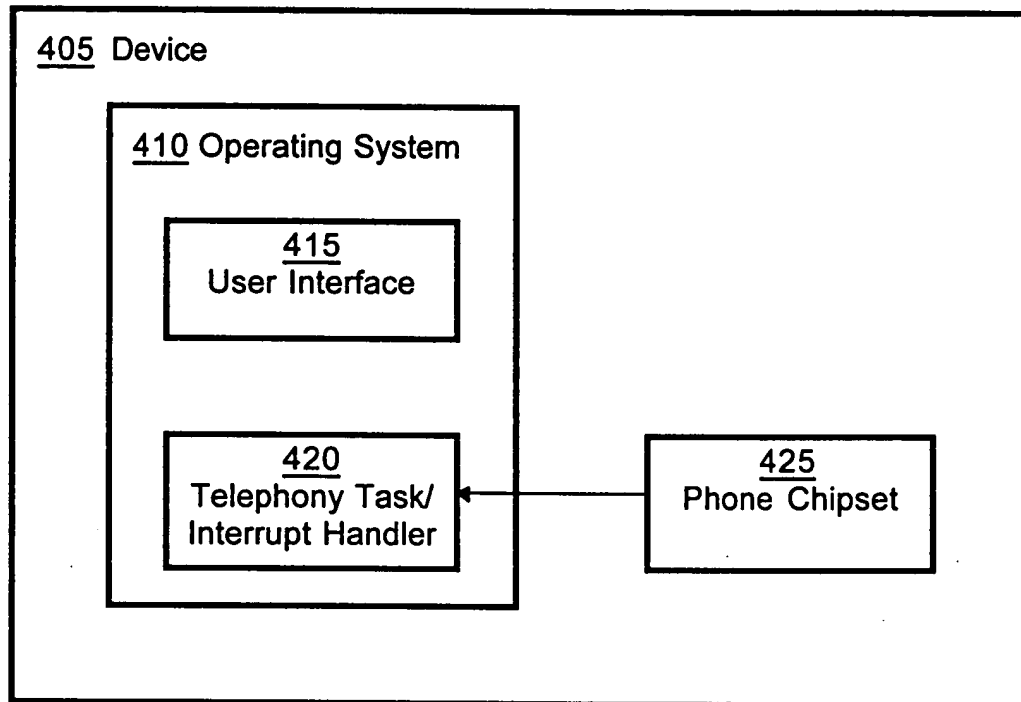 405 Device
410 Operating System
415
User Interface
420
Telephony Task/
Interrupt Handler
425
Phone Chipset